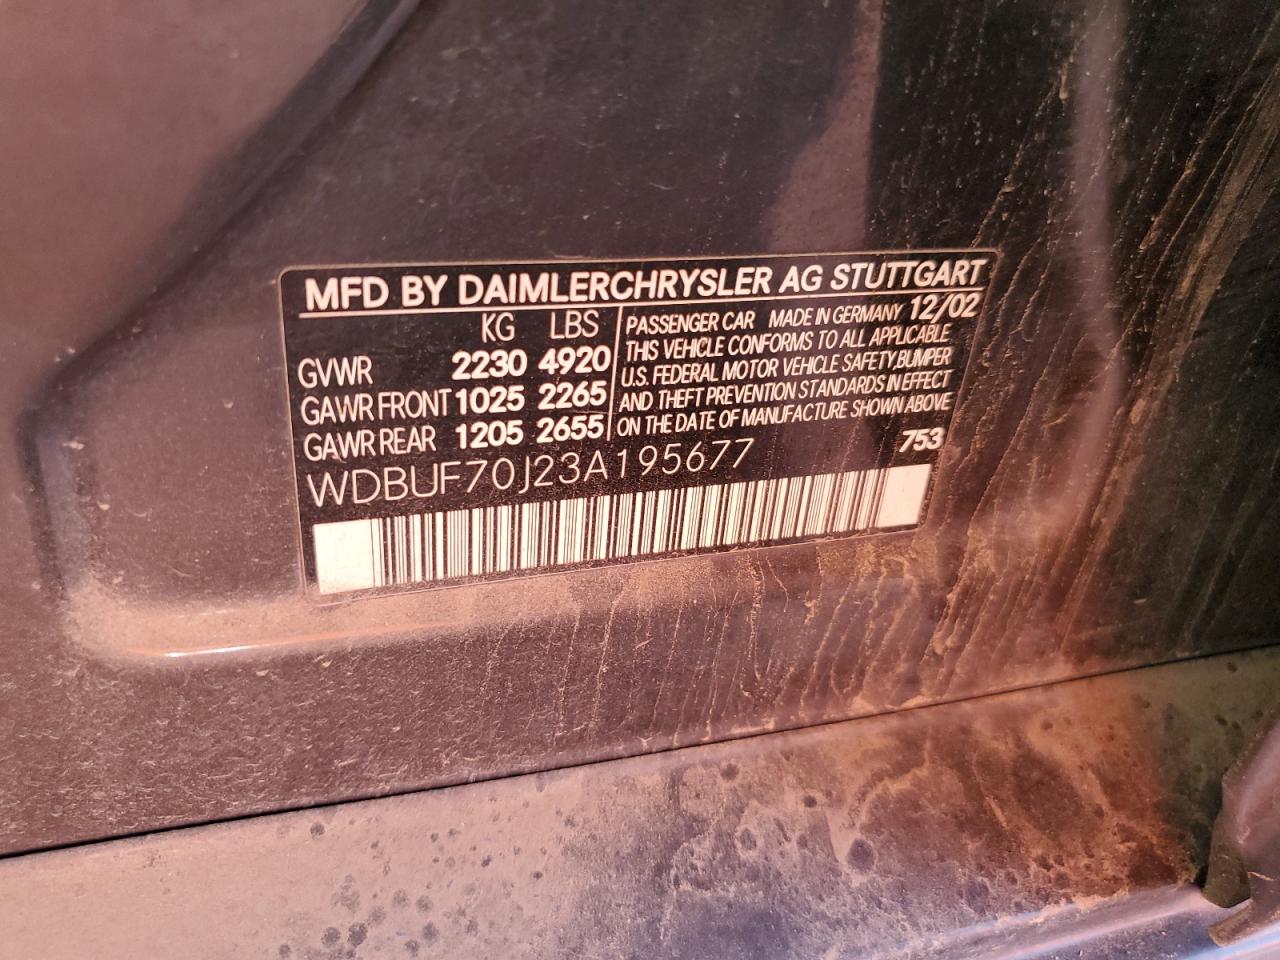 MFD BY DAIMLERCHRYSLER AG STUTTGART
KG LBS
GVWR 2230 4920
GAWR FRONT 1025 2265
GAWR REAR 1205 2655
PASSENGER CAR MADE IN GERMANY 12/02
THIS VEHICLE CONFORMS TO ALL APPLICABLE
U.S. FEDERAL MOTOR VEHICLE SAFETY,BUMPER
AND THEFT PREVENTION STANDARDS IN EFFECT
ON THE DATE OF MANUFACTURE SHOWN ABOVE
753
WDBUF70J23A195677